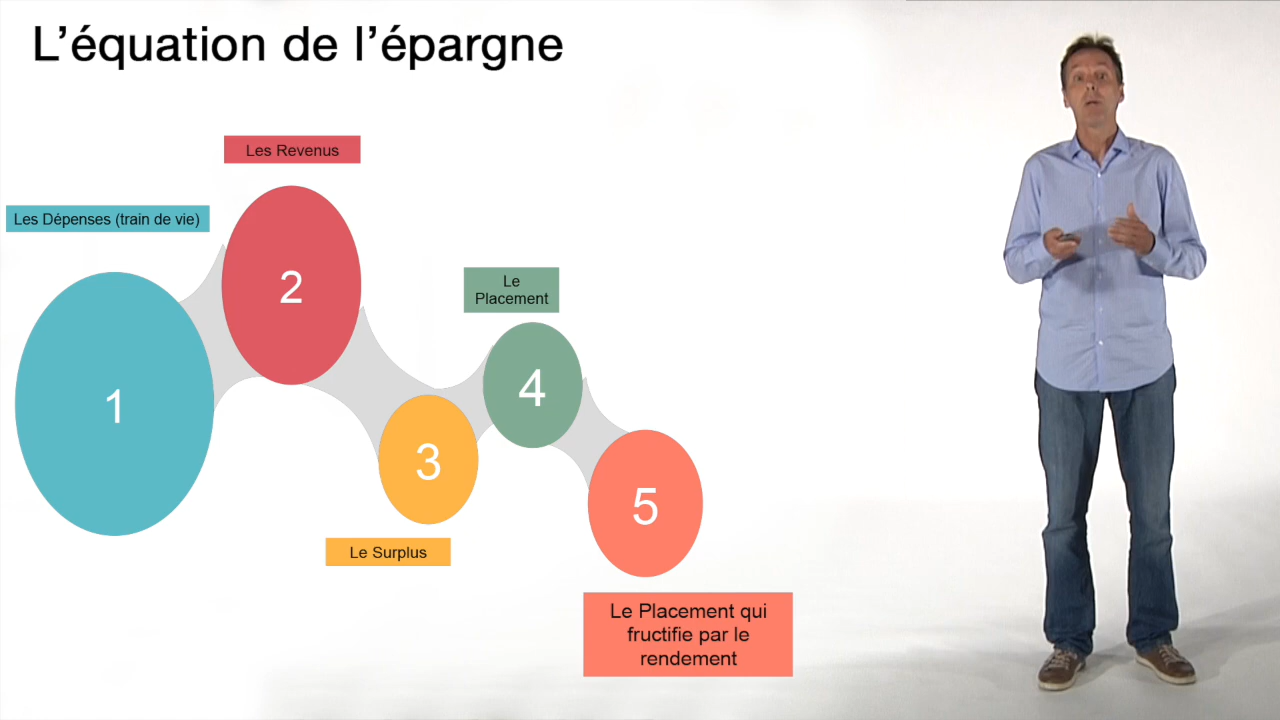 L'équation de l'épargne
Les Revenus
Les Dépenses (train de vie)
2
Le
Placement
1
4
3
5
Le Surplus
Le Placement qui
fructifie par le
rendement